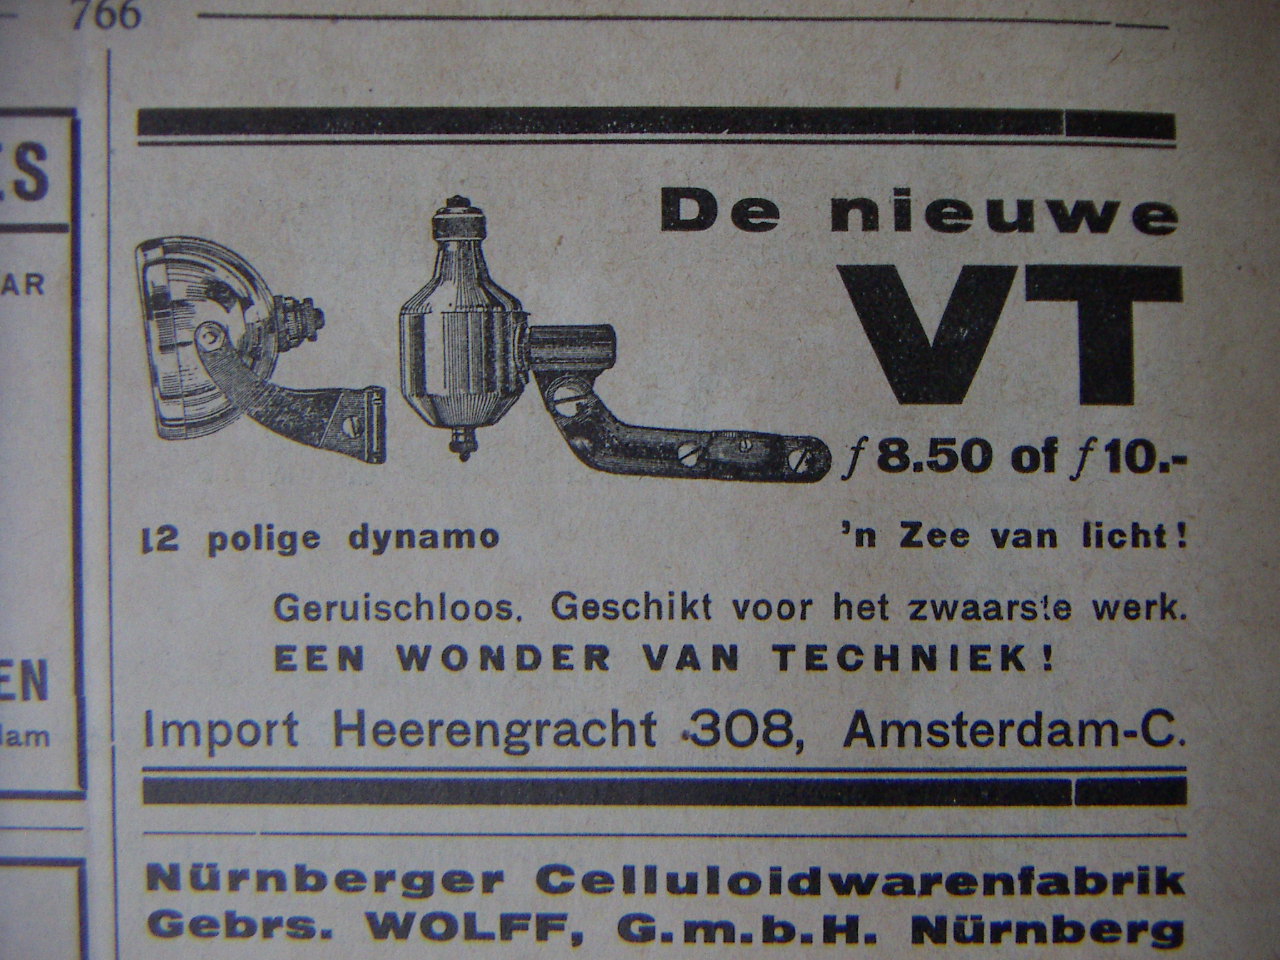 766
ES
AR
EN
dam
De nieuwe
VT
f 8.50 of f 10.-
12 polige dynamo 'n Zee van licht!
Geruischloos. Geschikt voor het zwaarste werk.
EEN WONDER VAN TECHNIEK!
Import Heerengracht 308, Amsterdam-C.
Nürnberger Celluloidwarenfabrik
Gebrs. WOLFF, G.m.b.H. Nürnberg